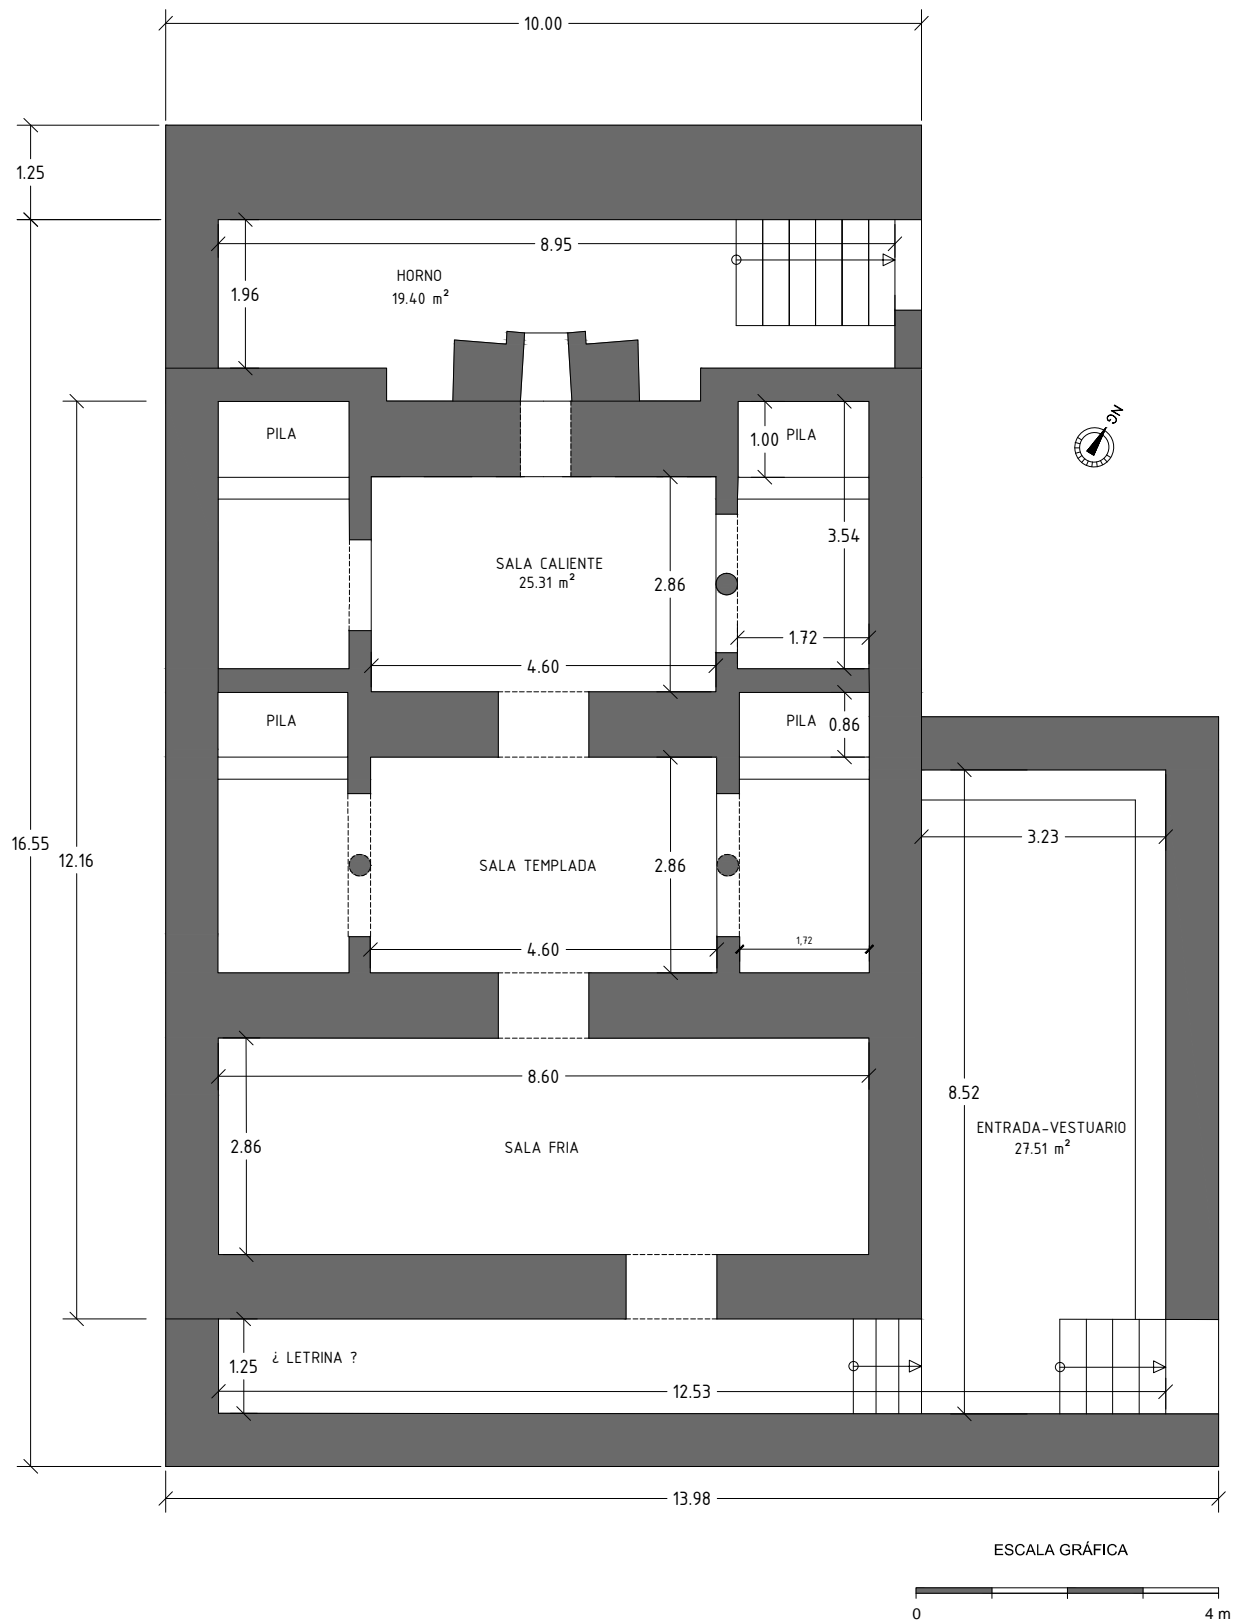 10.00
1.25
8.95
HORNO
19.40 m²
1.96
NG
PILA
1.00
PILA
3.54
SALA CALIENTE
25.31 m²
2.86
1.72
4.60
PILA
PILA
0.86
3.23
16.55
12.16
SALA TEMPLADA
2.86
4.60
1,72
8.60
8.52
2.86
SALA FRIA
ENTRADA-VESTUARIO
27.51 m²
1.25
¿ LETRINA ?
12.53
13.98
ESCALA GRÁFICA
0
4 m